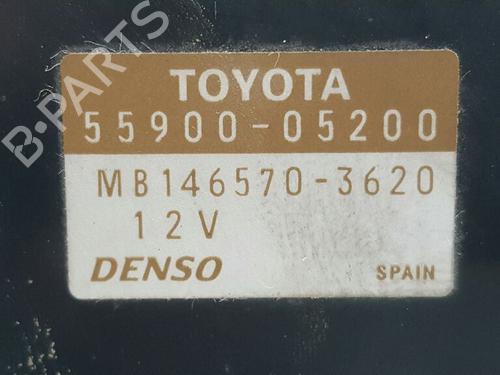 B-PARTS
TOYOTA
55900-05200
MB146570-3620
12V
DENSO SPAIN